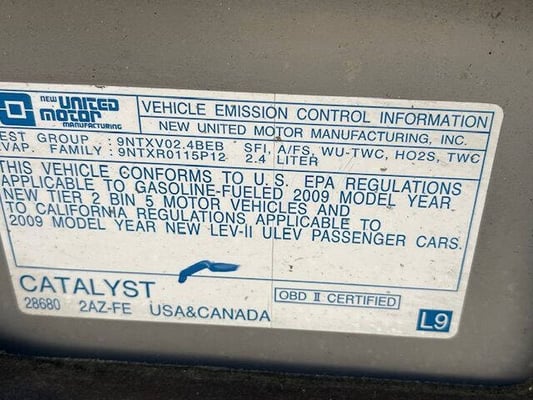 NEW UNITED MOTOR MANUFACTURING
VEHICLE EMISSION CONTROL INFORMATION
NEW UNITED MOTOR MANUFACTURING, INC.
EST GROUP : 9NTXV02.4BEB SFI, A/FS, WU-TWC, HO2S, TWC
EVAP. FAMILY : 9NTXR0115P12 2.4 LITER
THIS VEHICLE CONFORMS TO U.S. EPA REGULATIONS
APPLICABLE TO GASOLINE-FUELED 2009 MODEL YEAR
NEW TIER 2 BIN 5 MOTOR VEHICLES AND
TO CALIFORNIA REGULATIONS APPLICABLE TO
2009 MODEL YEAR NEW LEV-II ULEV PASSENGER CARS.
CATALYST
OBD II CERTIFIED
28680 2AZ-FE USA&CANADA
L9